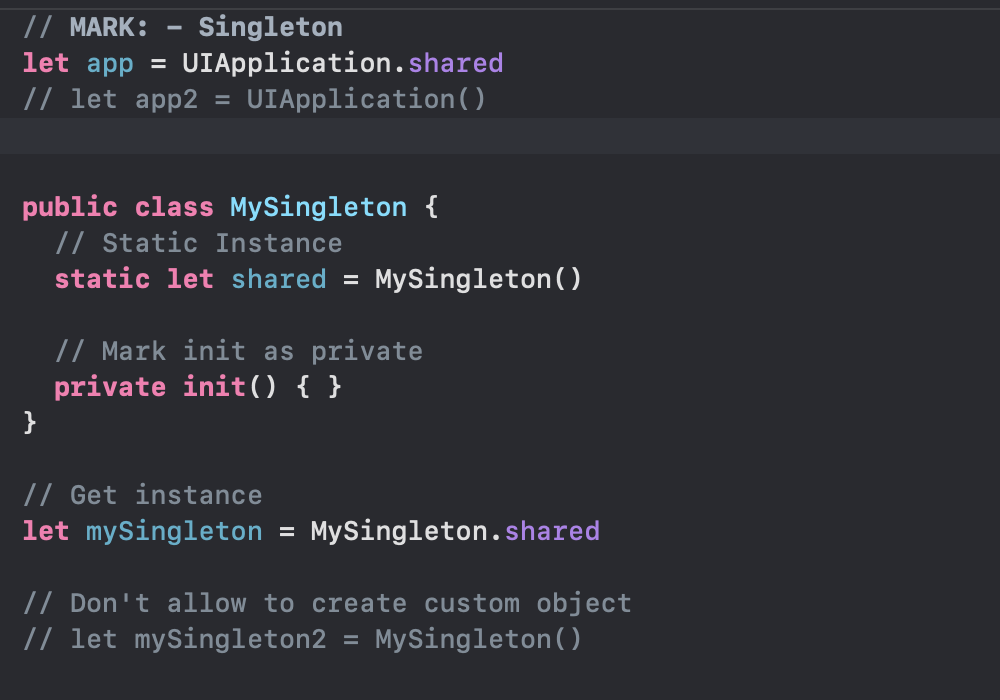 // MARK: – Singleton
let app = UIApplication.shared
// let app2 = UIApplication()
public class MySingleton {
// Static Instance
static let shared = MySingleton()
// Mark init as private
private init() { }
}
// Get instance
let mySingleton = MySingleton.shared
// Don't allow to create custom object
// let mySingleton2 = MySingleton()